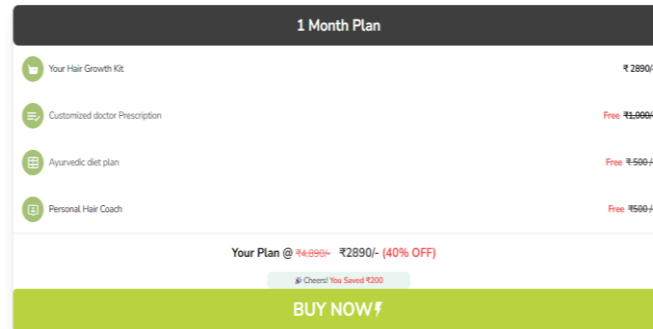 1 Month Plan
Your Hair Growth Kit ₹ 2890/-
Customized doctor Prescription Free ₹1,000/-
Ayurvedic diet plan Free ₹ 500 /-
Personal Hair Coach Free ₹500 /-
Your Plan @ ₹4,890/- ₹2890/- (40% OFF)
Cheers! You Saved ₹200
BUY NOW